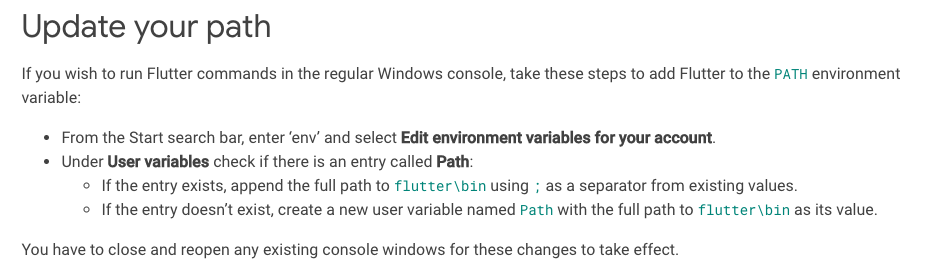 Update your path
If you wish to run Flutter commands in the regular Windows console, take these steps to add Flutter to the PATH environment
variable:
• From the Start search bar, enter ‘env’ and select Edit environment variables for your account.
• Under User variables check if there is an entry called Path:
◦ If the entry exists, append the full path to flutter\bin using ; as a separator from existing values.
◦ If the entry doesn’t exist, create a new user variable named Path with the full path to flutter\bin as its value.
You have to close and reopen any existing console windows for these changes to take effect.